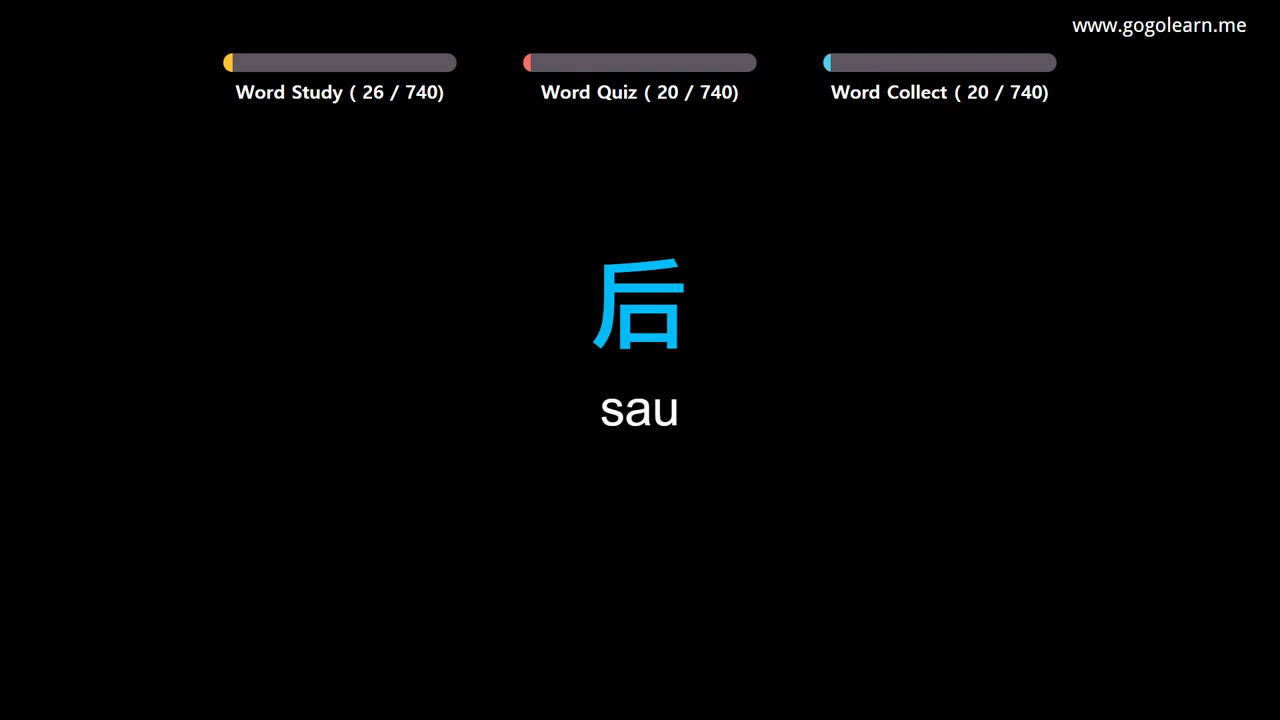 www.gogolearn.me
Word Study ( 26 / 740)
Word Quiz ( 20 / 740)
Word Collect ( 20 / 740)
后
sau